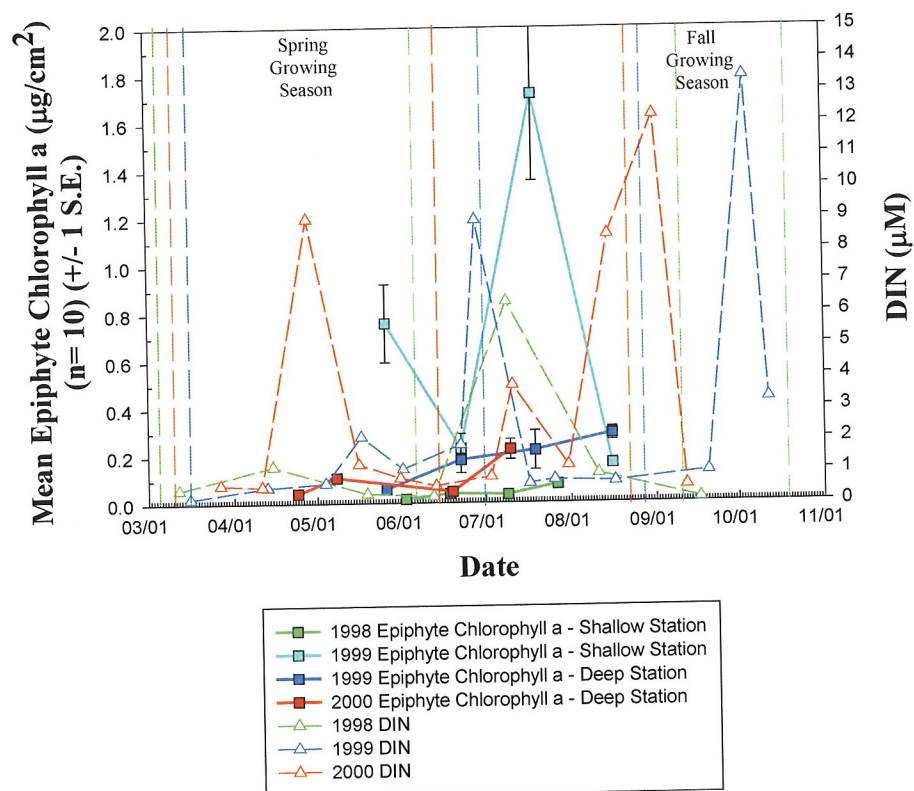 Mean Epiphyte Chlorophyll a (µg/cm2)
(n= 10) (+/- 1 S.E.)
2.0
1.8
1.6
1.4
1.2
1.0
0.8
0.6
0.4
0.2
0.0
Spring
Growing
Season
Fall
Growing
Season
15
14
13
12
11
10
9
8
7
6
5
4
3
2
1
0
DIN (µM)
03/01 04/01 05/01 06/01 07/01 08/01 09/01 10/01 11/01
Date
1998 Epiphyte Chlorophyll a - Shallow Station
1999 Epiphyte Chlorophyll a - Shallow Station
1999 Epiphyte Chlorophyll a - Deep Station
2000 Epiphyte Chlorophyll a - Deep Station
1998 DIN
1999 DIN
2000 DIN